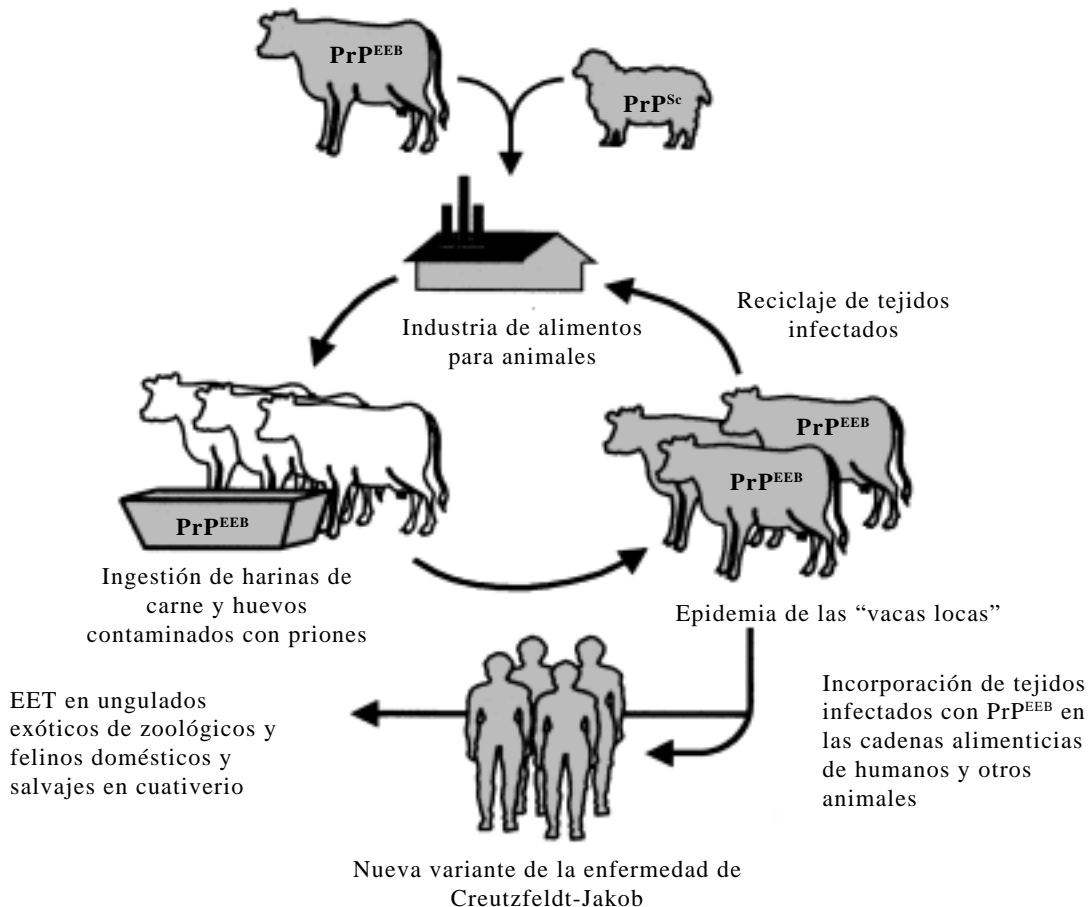 PrP^EEB
PrP^Sc
Industria de alimentos
para animales
Reciclaje de tejidos
infectados
PrP^EEB
Ingestión de harinas de
carne y huevos
contaminados con priones
PrP^EEB
PrP^EEB
Epidemia de las “vacas locas”
EET en ungulados
exóticos de zoológicos y
felinos domésticos y
salvajes en cuativerio
Incorporación de tejidos
infectados con PrP^EEB en
las cadenas alimenticias
de humanos y otros
animales
Nueva variante de la enfermedad de
Creutzfeldt-Jakob